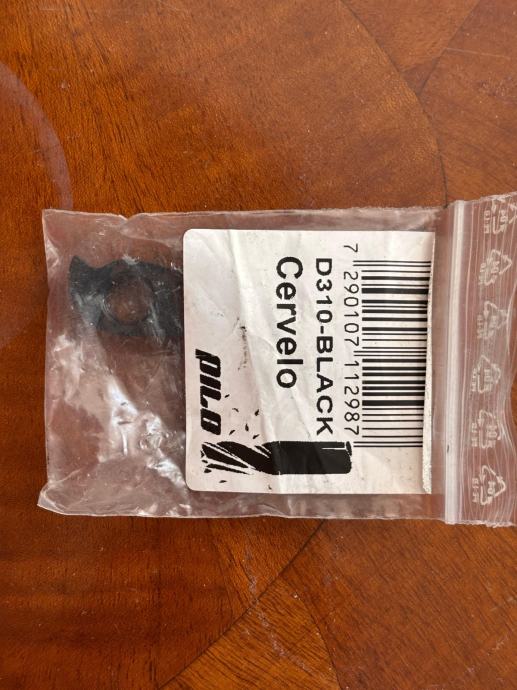 7 290107 112987
D310-BLACK
Cervelo
PILO